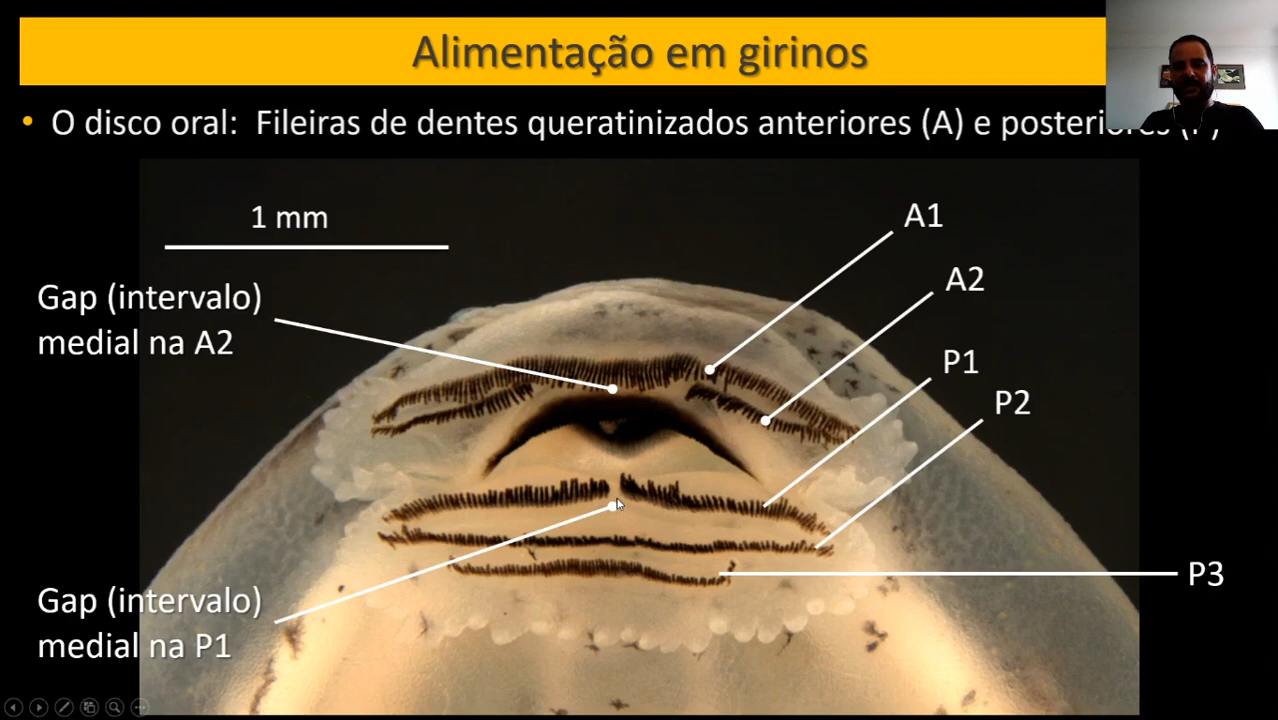 Alimentação em girinos
• O disco oral: Fileiras de dentes queratinizados anteriores (A) e posteriores (P)
1 mm
A1
A2
Gap (intervalo)
medial na A2
P1
P2
P3
Gap (intervalo)
medial na P1